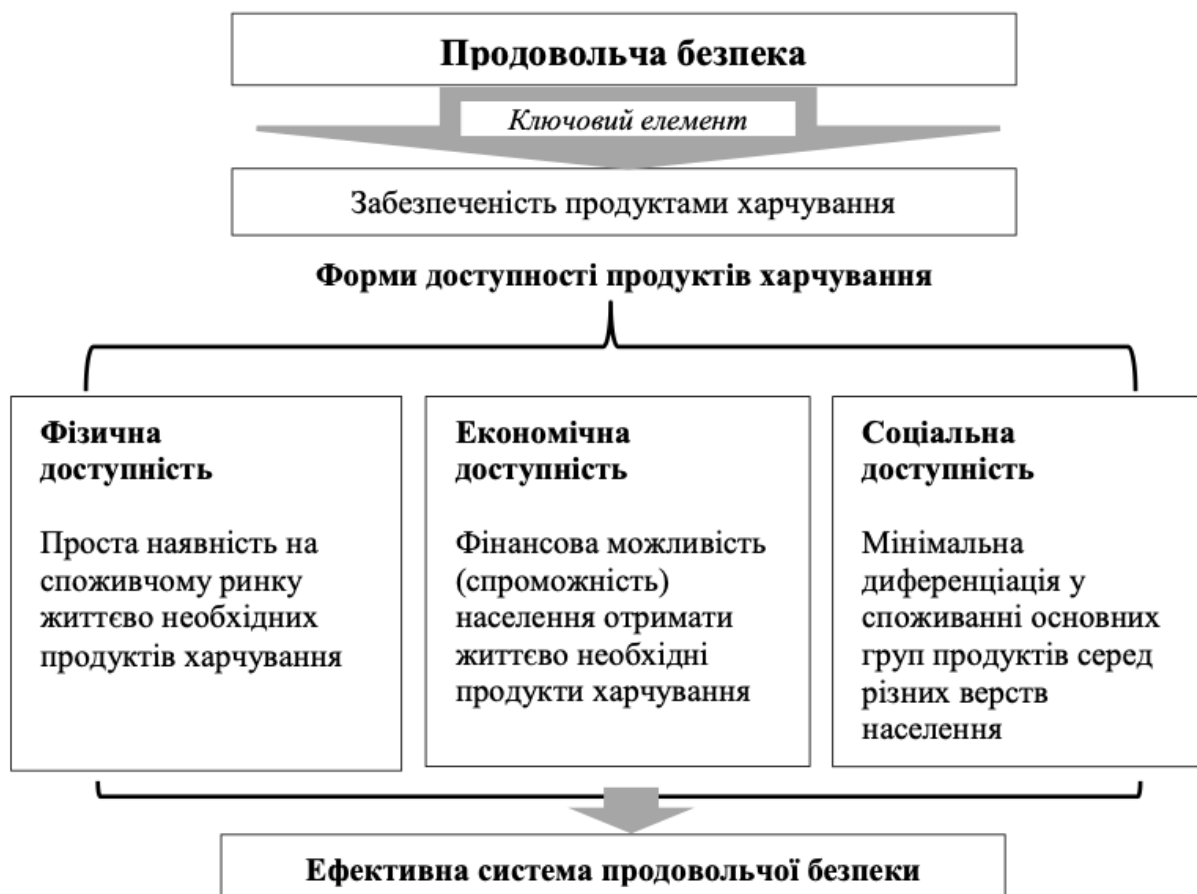 Продовольча безпека
Ключовий елемент
Забезпеченість продуктами харчування
Форми доступності продуктів харчування
Фізична
доступність
Проста наявність на
споживчому ринку
життєво необхідних
продуктів харчування
Економічна
доступність
Фінансова можливість
(спроможність)
населення отримати
життєво необхідні
продукти харчування
Соціальна
доступність
Мінімальна
диференціація у
споживанні основних
груп продуктів серед
різних верств
населення
Ефективна система продовольчої безпеки